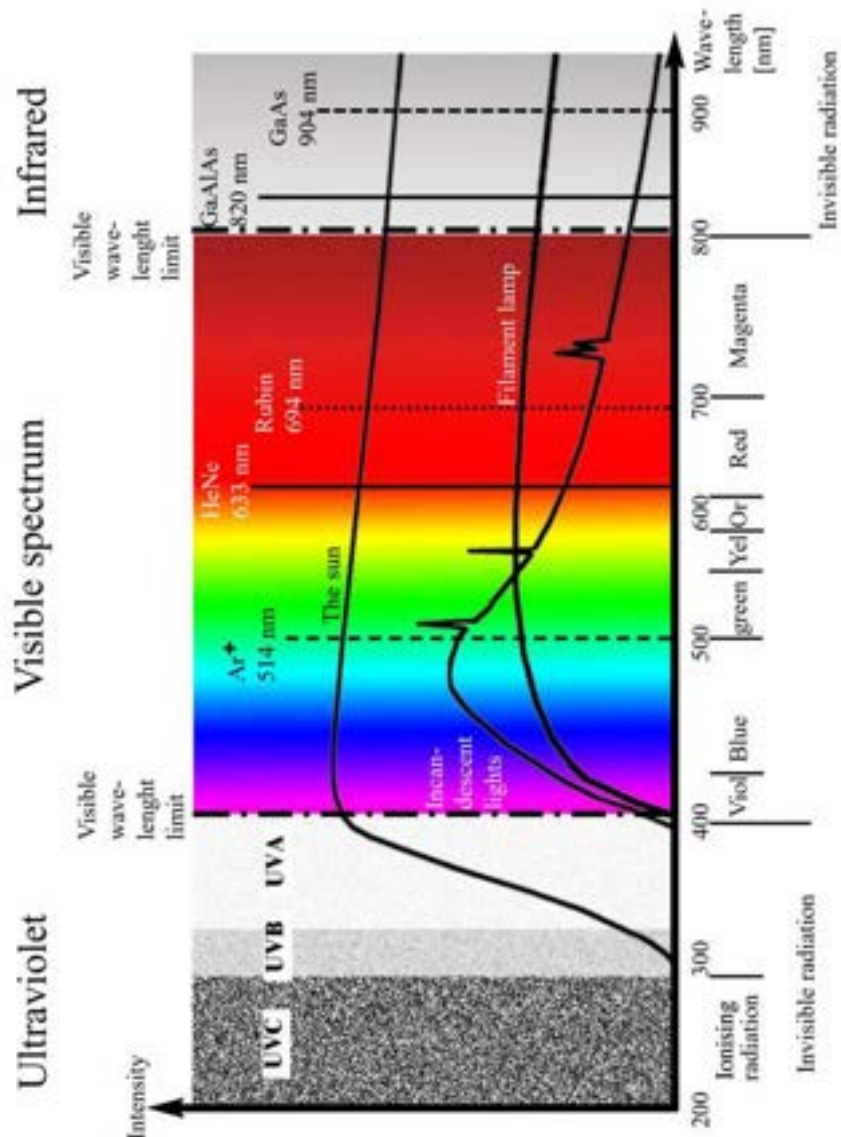 Ultraviolet
Visible spectrum
Infrared
Visible
wave-
lenght
limit
Visible
wave-
lenght
limit
Intensity
UVC
UVB
UVA
Ar+
514 nm
HeNe
633 nm
Rubin
694 nm
GaAlAs
820 nm
GaAs
904 nm
The sun
Incan-
descent
lights
Filament lamp
200
300
400
500
600
700
800
900
Wave-
length
[nm]
Ionising
radiation
Viol
Blue
green
Yel
Or
Red
Magenta
Invisible radiation
Invisible radiation